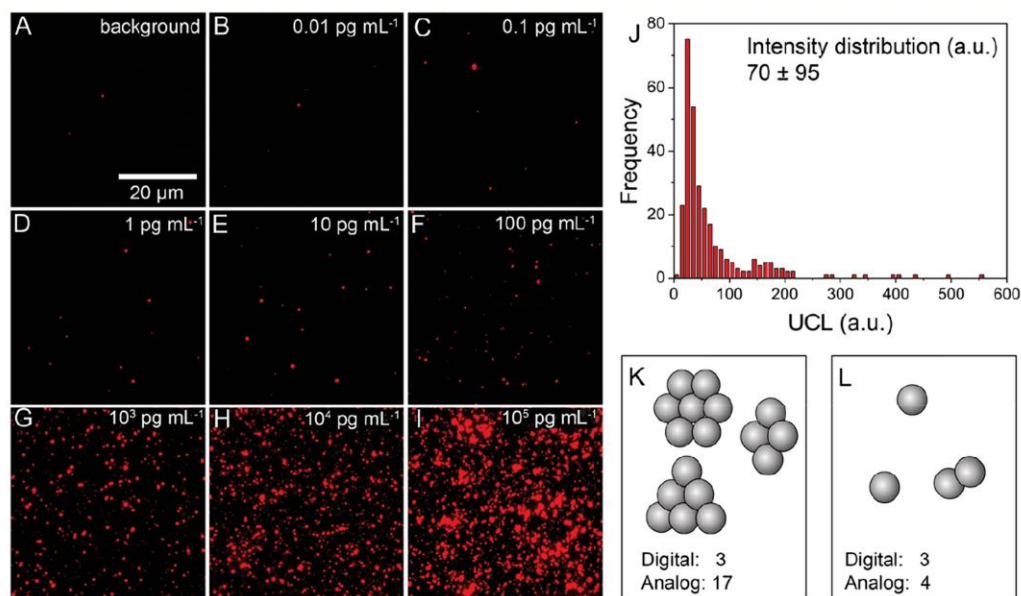 A background
B 0.01 pg mL⁻¹
C 0.1 pg mL⁻¹
20 µm
D 1 pg mL⁻¹
E 10 pg mL⁻¹
F 100 pg mL⁻¹
G 10³ pg mL⁻¹
H 10⁴ pg mL⁻¹
I 10⁵ pg mL⁻¹
J
Intensity distribution (a.u.)
70 ± 95
Frequency
80
60
40
20
0
0 100 200 300 400 500 600
UCL (a.u.)
K
Digital: 3
Analog: 17
L
Digital: 3
Analog: 4